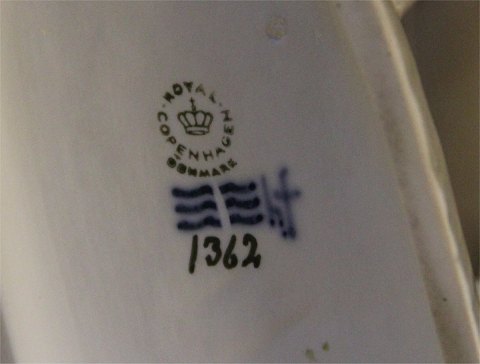 ROYAL
COPENHAGEN
DENMARK
1362